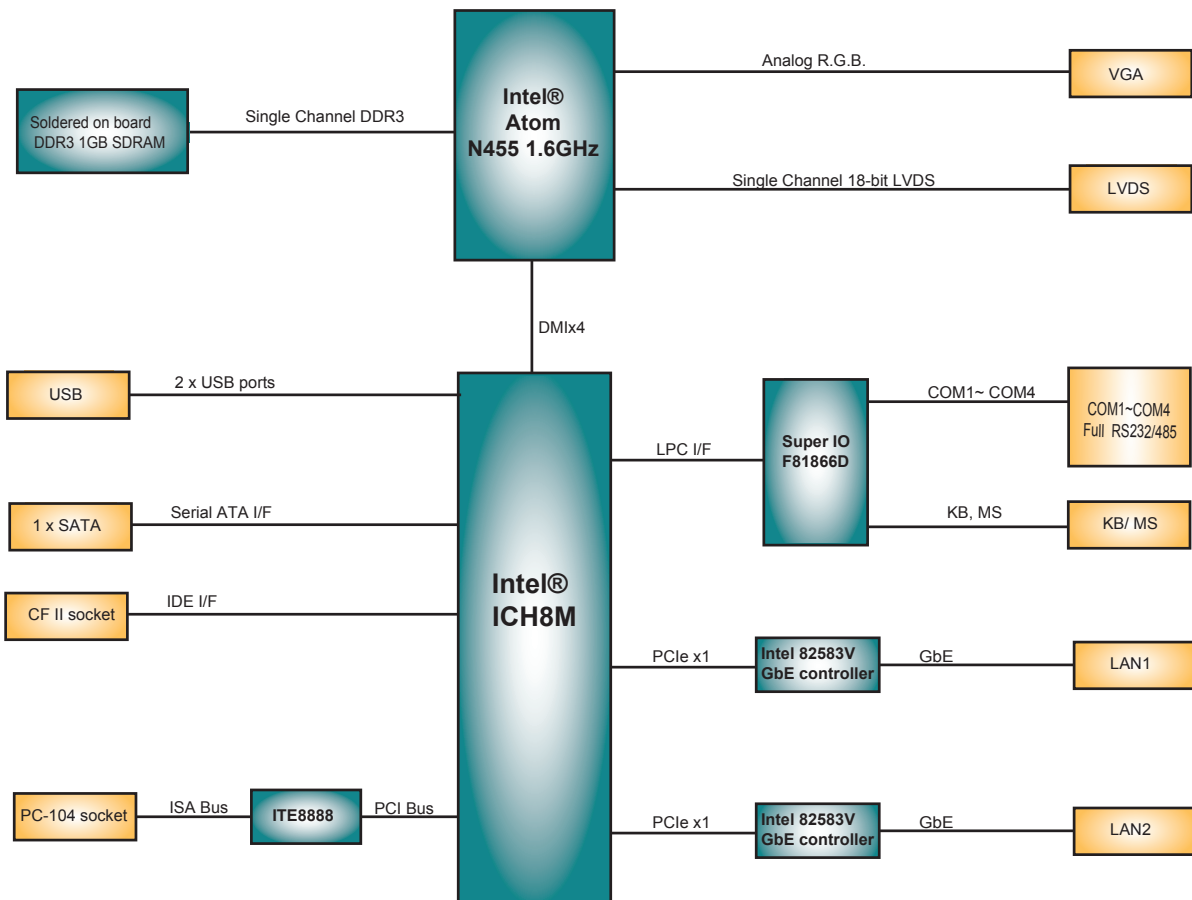 Analog R.G.B.
VGA
Intel®
Atom
N455 1.6GHz
Soldered on board
DDR3 1GB SDRAM
Single Channel DDR3
Single Channel 18-bit LVDS
LVDS
DMIx4
USB
2 x USB ports
COM1~ COM4
COM1~COM4
Full RS232/485
LPC I/F
Super IO
F81866D
1 x SATA
Serial ATA I/F
KB, MS
KB/ MS
Intel®
ICH8M
CF II socket
IDE I/F
PCIe x1
Intel 82583V
GbE controller
GbE
LAN1
PC-104 socket
ISA Bus
ITE8888
PCI Bus
PCIe x1
Intel 82583V
GbE controller
GbE
LAN2